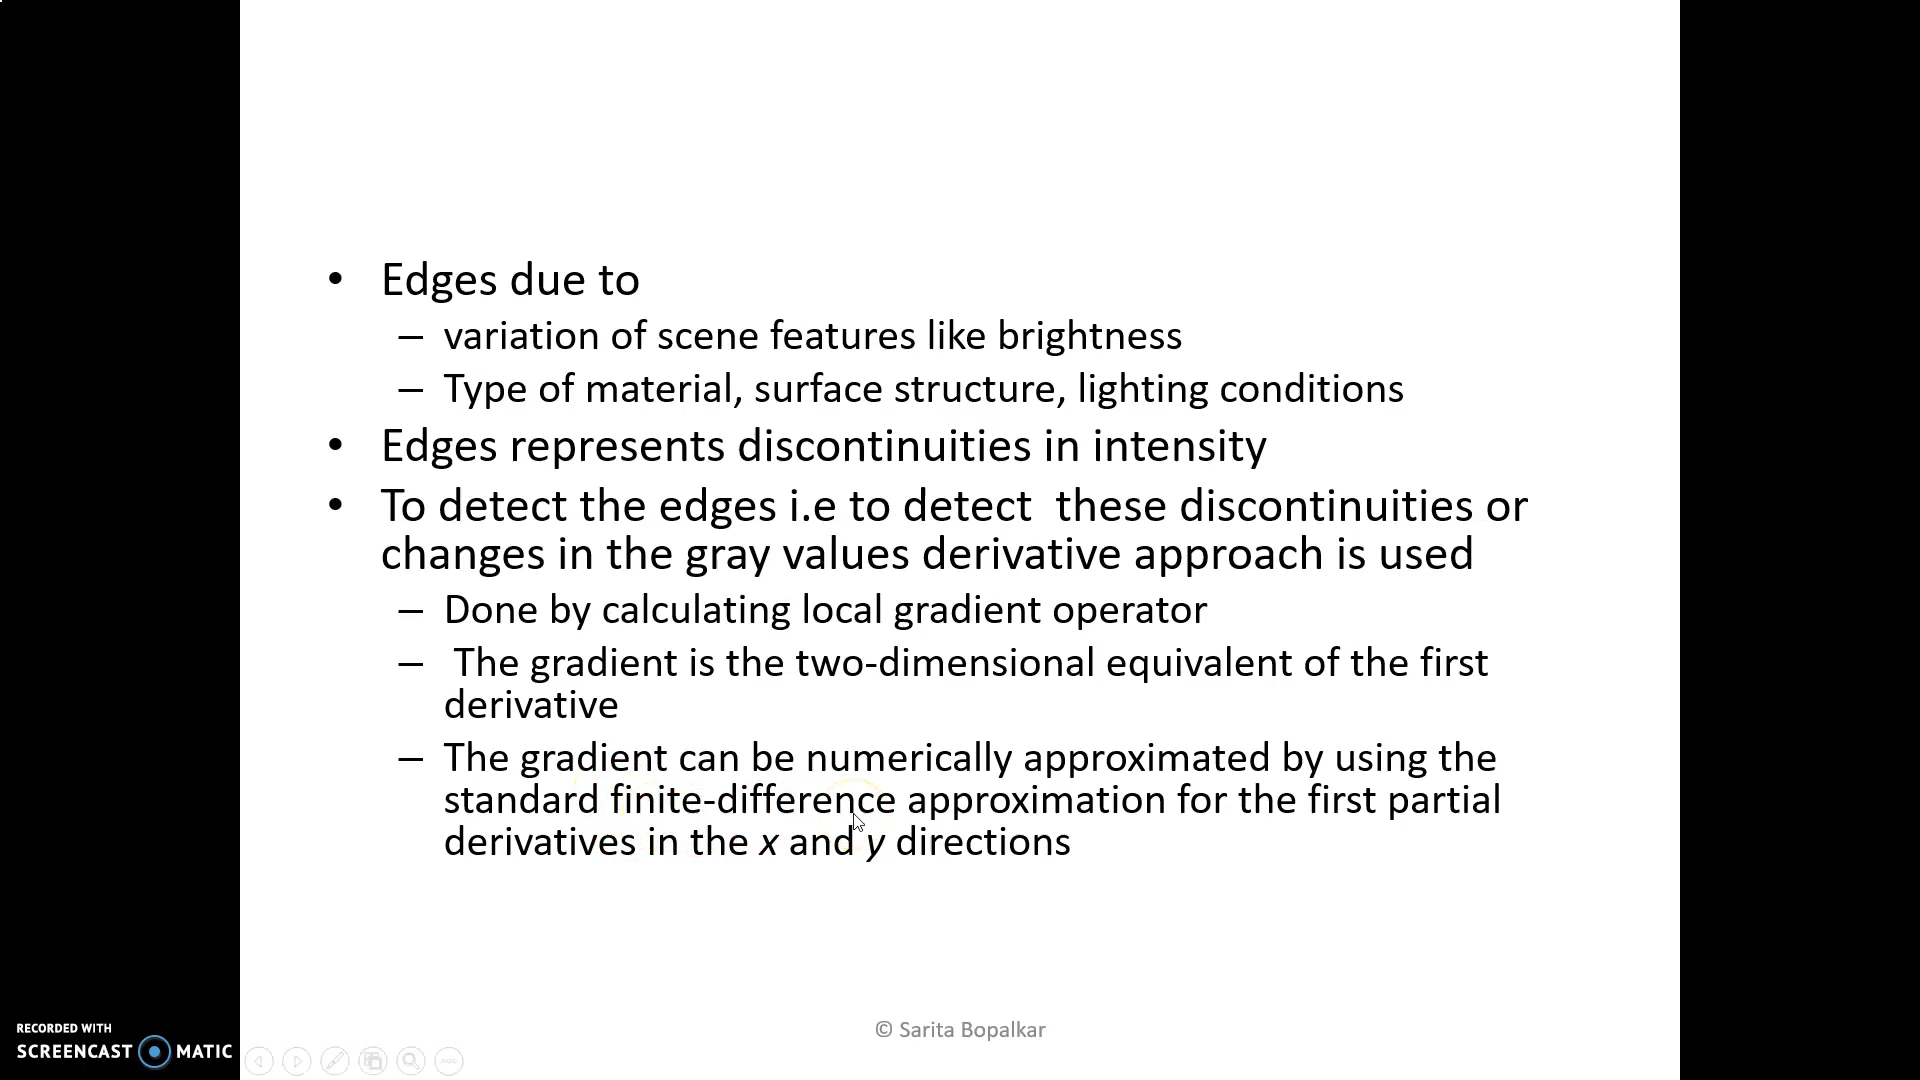 • Edges due to
– variation of scene features like brightness
– Type of material, surface structure, lighting conditions
• Edges represents discontinuities in intensity
• To detect the edges i.e to detect  these discontinuities or
changes in the gray values derivative approach is used
– Done by calculating local gradient operator
– The gradient is the two-dimensional equivalent of the first
derivative
– The gradient can be numerically approximated by using the
standard finite-difference approximation for the first partial
derivatives in the x and y directions
© Sarita Bopalkar
RECORDED WITH
SCREENCAST MATIC